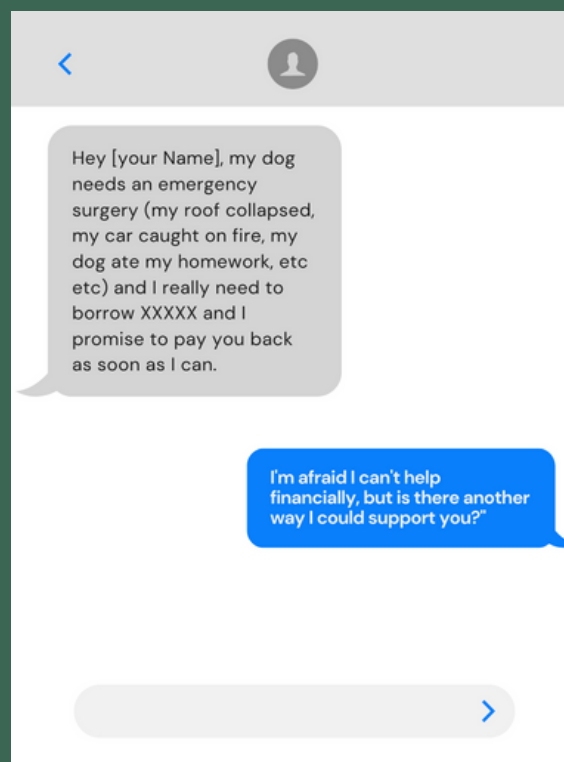 Hey [your Name], my dog
needs an emergency
surgery (my roof collapsed,
my car caught on fire, my
dog ate my homework, etc
etc) and I really need to
borrow XXXXX and I
promise to pay you back
as soon as I can.
I'm afraid I can't help
financially, but is there another
way I could support you?"